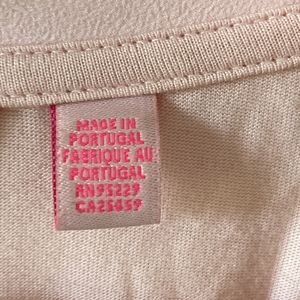 MADE IN
PORTUGAL
FABRIQUE AU
PORTUGAL
RN95229
CA25459